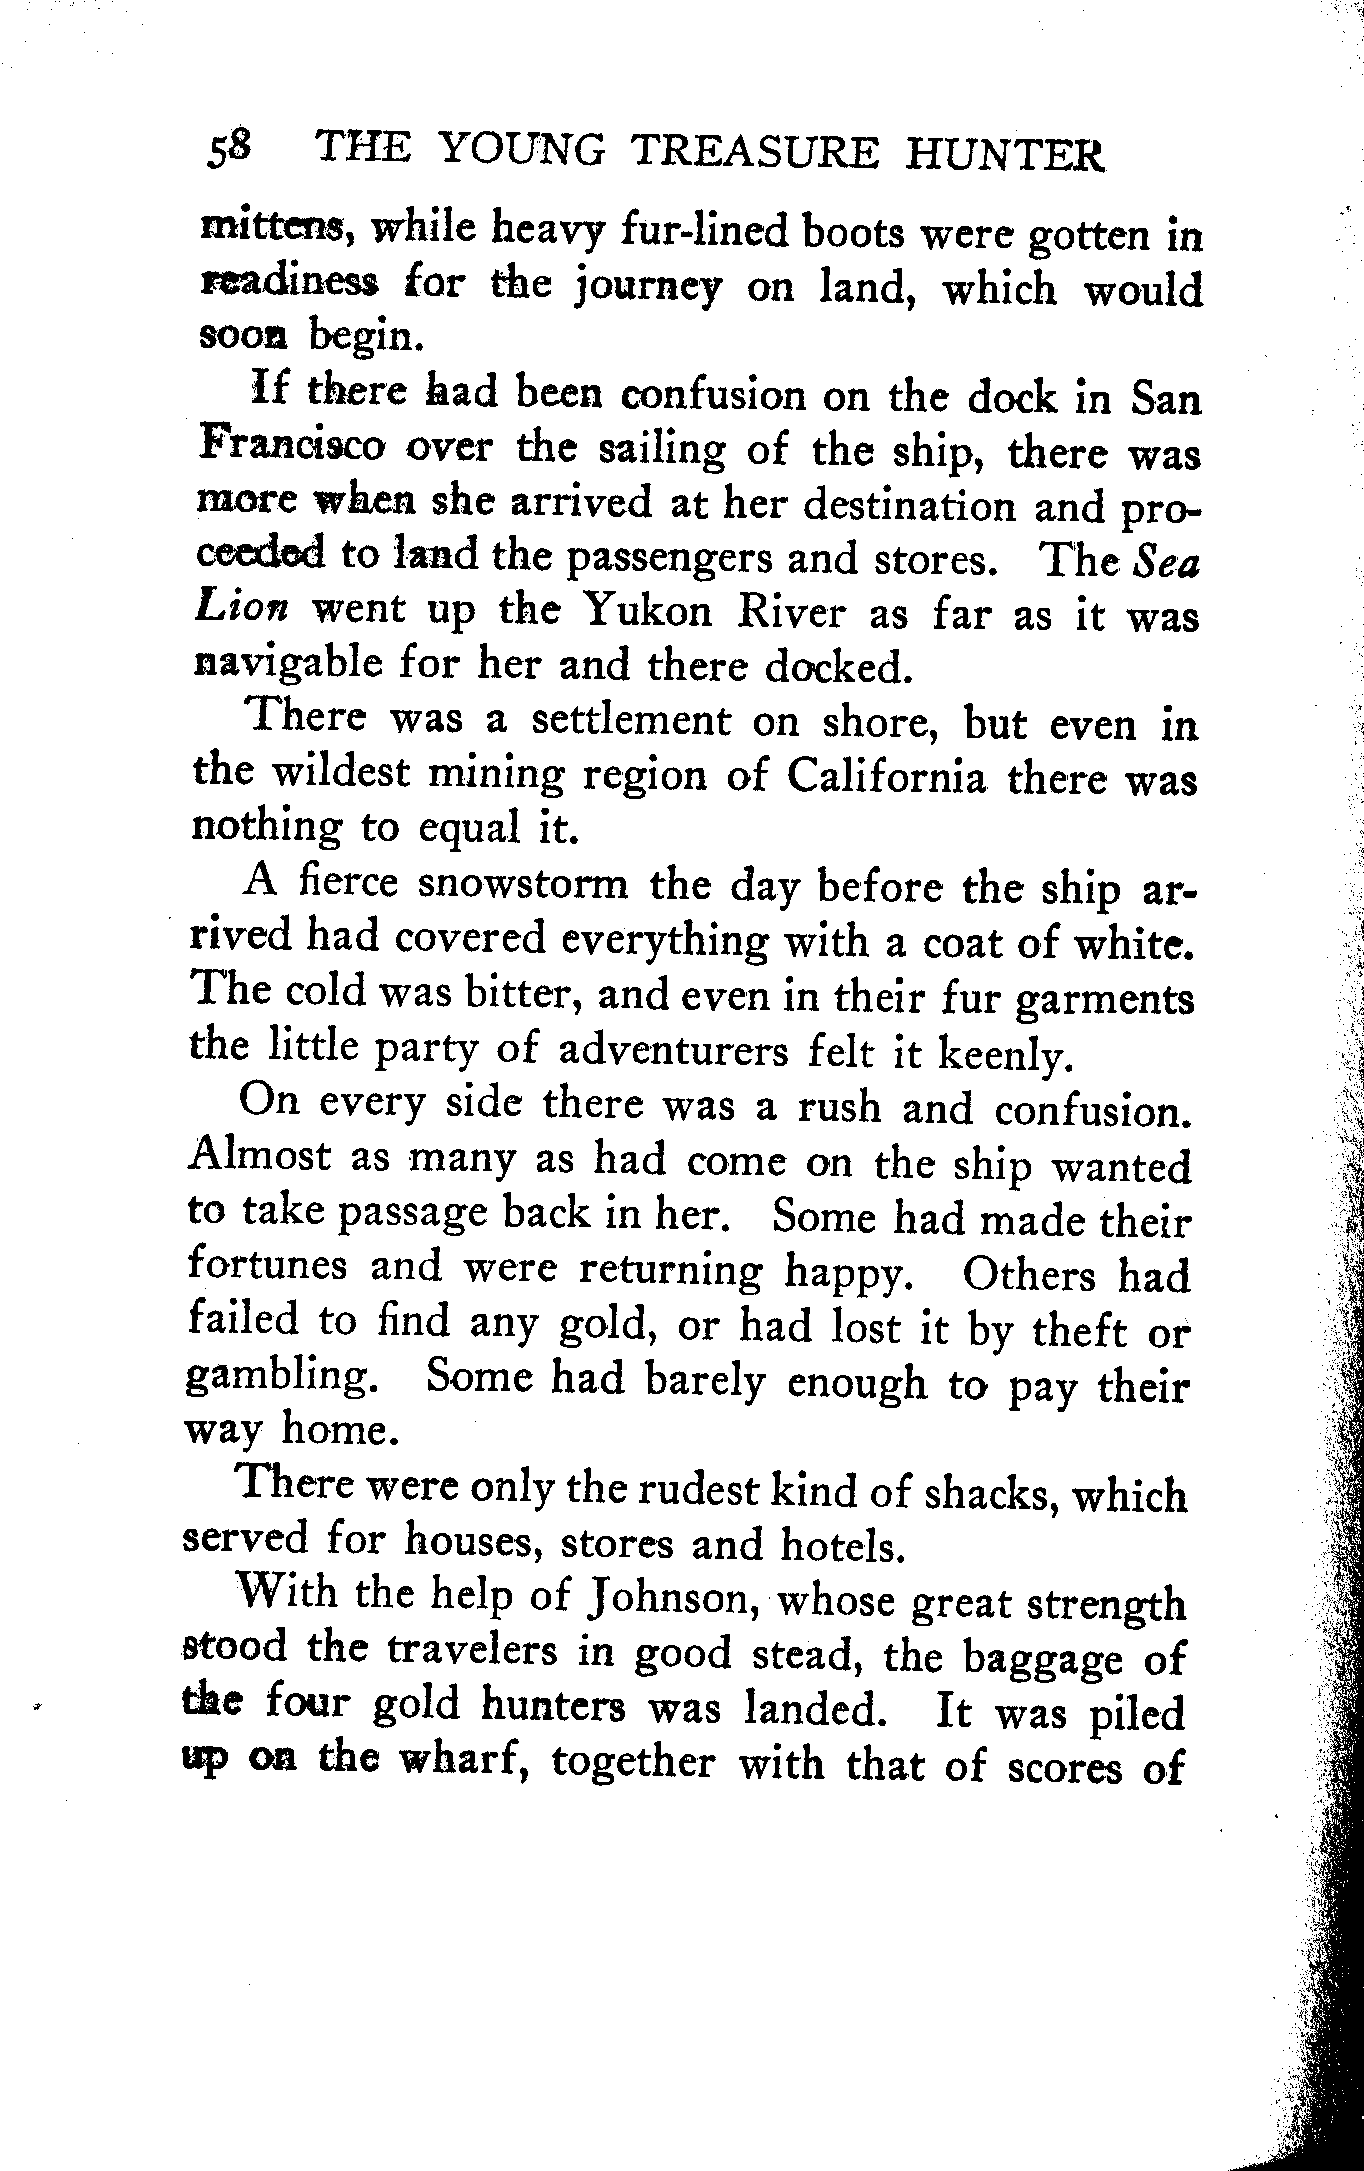 58 THE YOUNG TREASURE HUNTER
mittens, while heavy fur-lined boots were gotten in
readiness for the journey on land, which would
soon begin.
If there had been confusion on the dock in San
Francisco over the sailing of the ship, there was
more when she arrived at her destination and pro-
ceeded to land the passengers and stores. The Sea
Lion went up the Yukon River as far as it was
navigable for her and there docked.
There was a settlement on shore, but even in
the wildest mining region of California there was
nothing to equal it.
A fierce snowstorm the day before the ship ar-
rived had covered everything with a coat of white.
The cold was bitter, and even in their fur garments
the little party of adventurers felt it keenly.
On every side there was a rush and confusion.
Almost as many as had come on the ship wanted
to take passage back in her. Some had made their
fortunes and were returning happy. Others had
failed to find any gold, or had lost it by theft or
gambling. Some had barely enough to pay their
way home.
There were only the rudest kind of shacks, which
served for houses, stores and hotels.
With the help of Johnson, whose great strength
stood the travelers in good stead, the baggage of
the four gold hunters was landed. It was piled
up on the wharf, together with that of scores of